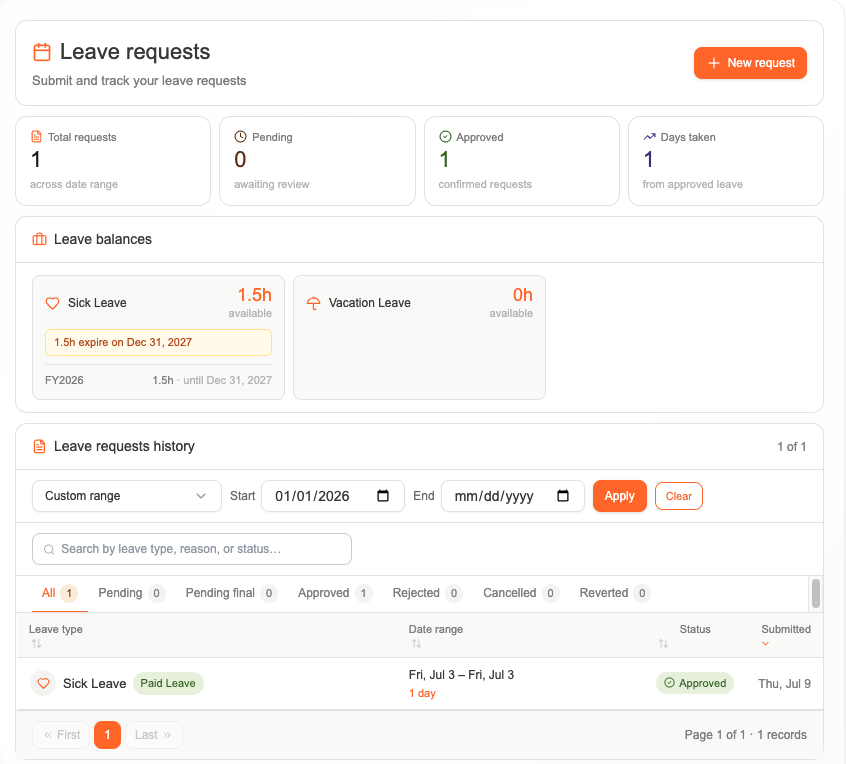 Leave requests
Submit and track your leave requests
New request
Total requests
1
across date range
Pending
0
awaiting review
Approved
1
confirmed requests
Days taken
1
from approved leave
Leave balances
Sick Leave
1.5h
available
1.5h expire on Dec 31, 2027
FY2026
1.5h · until Dec 31, 2027
Vacation Leave
0h
available
Leave requests history
1 of 1
Custom range
Start
01/01/2026
End
mm/dd/yyyy
Apply
Clear
Search by leave type, reason, or status…
All 1
Pending 0
Pending final 0
Approved 1
Rejected 0
Cancelled 0
Reverted 0
Leave type
Date range
Status
Submitted
Sick Leave
Paid Leave
Fri, Jul 3 – Fri, Jul 3
1 day
Approved
Thu, Jul 9
« First
1
Last »
Page 1 of 1 · 1 records